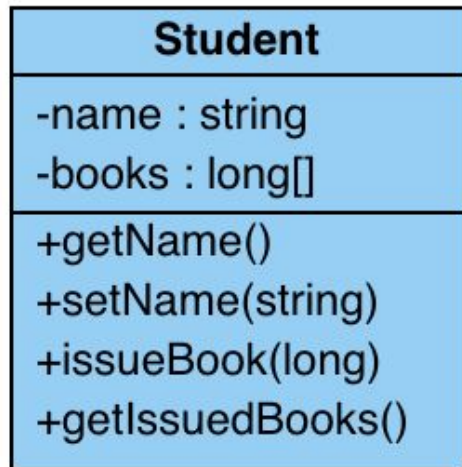 Student
-name : string
-books : long[]
+getName()
+setName(string)
+issueBook(long)
+getIssuedBooks()